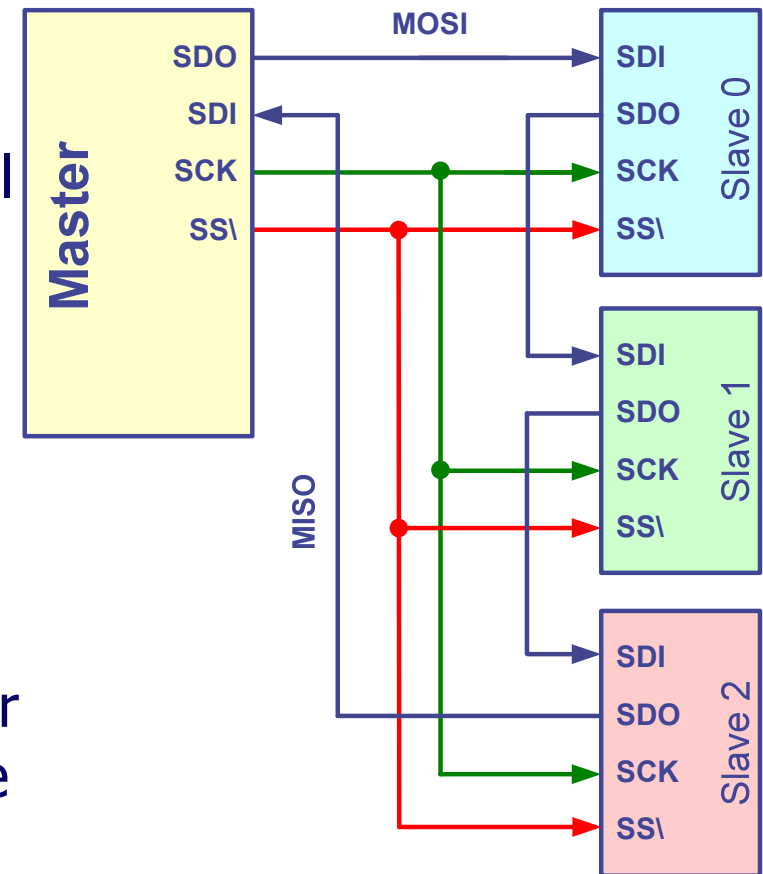 MOSI
Master
SDO
SDI
SCK
SS\
l
MISO
r
e
SDI
SDO
SCK
SS\
Slave 0
SDI
SDO
SCK
SS\
Slave 1
SDI
SDO
SCK
SS\
Slave 2